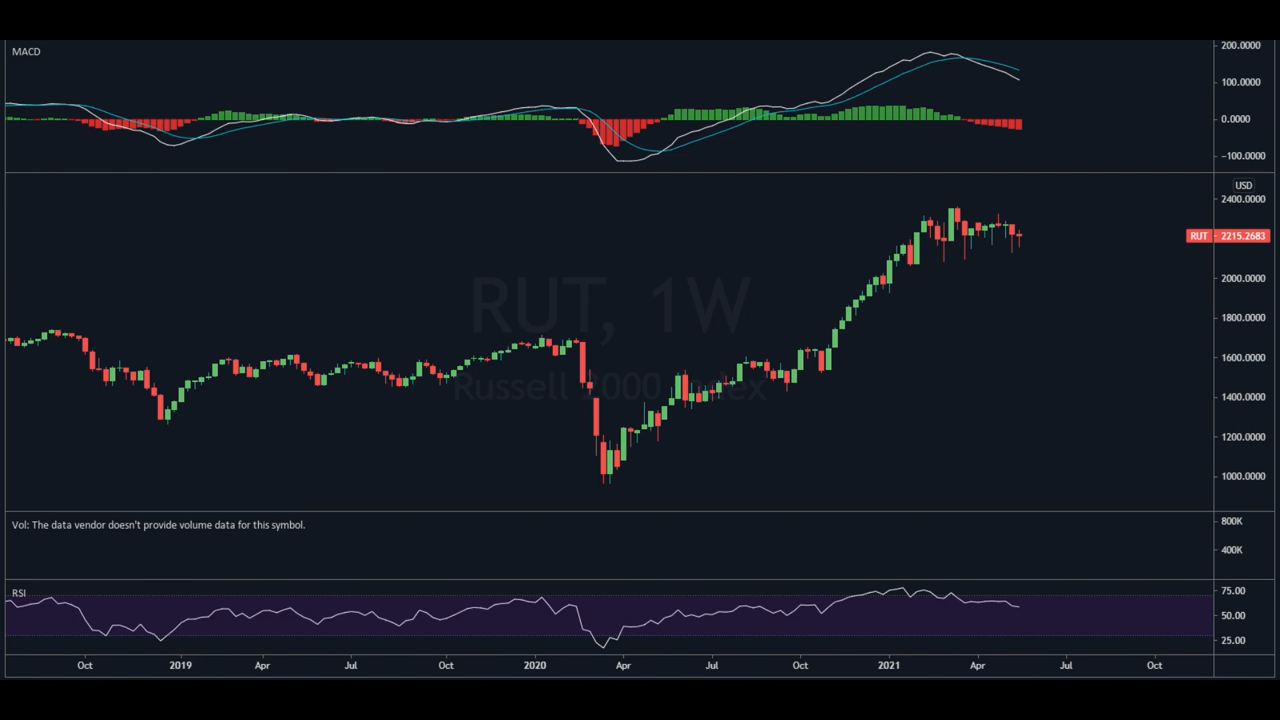 MACD
200.0000
100.0000
0.0000
−100.0000
USD
2400.0000
RUT 2215.2683
2000.0000
1800.0000
1600.0000
1400.0000
1200.0000
1000.0000
RUT, 1W
Russell 2000 Index
Vol: The data vendor doesn't provide volume data for this symbol.
800K
400K
RSI
75.00
50.00
25.00
Oct 2019 Apr Jul Oct 2020 Apr Jul Oct 2021 Apr Jul Oct